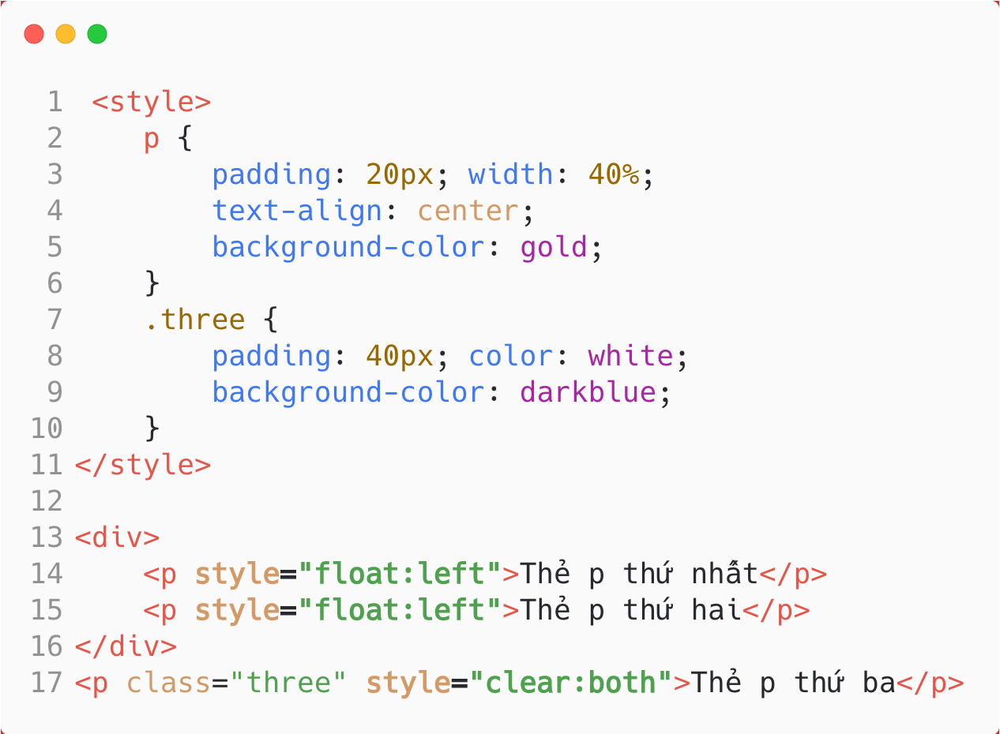 1 <style>
2 p {
3 padding: 20px; width: 40%;
4 text-align: center;
5 background-color: gold;
6 }
7 .three {
8 padding: 40px; color: white;
9 background-color: darkblue;
10 }
11 </style>
12
13 <div>
14 <p style="float:left">Thẻ p thứ nhất</p>
15 <p style="float:left">Thẻ p thứ hai</p>
16 </div>
17 <p class="three" style="clear:both">Thẻ p thứ ba</p>